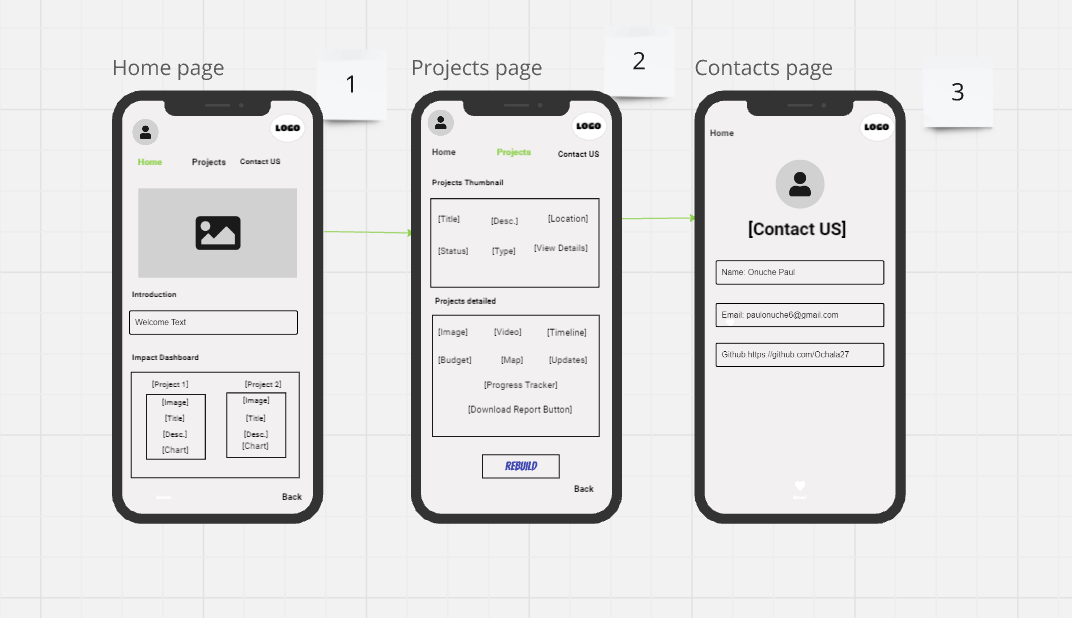 Home page
1
LOGO
Home Projects Contact US
Introduction
Welcome Text
Impact Dashboard
[Project 1] [Project 2]
[Image] [Image]
[Title] [Title]
[Desc.] [Desc.]
[Chart] [Chart]
Back
Projects page
2
LOGO
Home Projects Contact US
Projects Thumbnail
[Title] [Desc.] [Location]
[Status] [Type] [View Details]
Projects detailed
[Image] [Video] [Timeline]
[Budget] [Map] [Updates]
[Progress Tracker]
[Download Report Button]
REBUILD
Back
Contacts page
3
LOGO
Home
[Contact US]
Name: Onuche Paul
Email: paulonuche6@gmail.com
Github:https://github.com/Ochala27